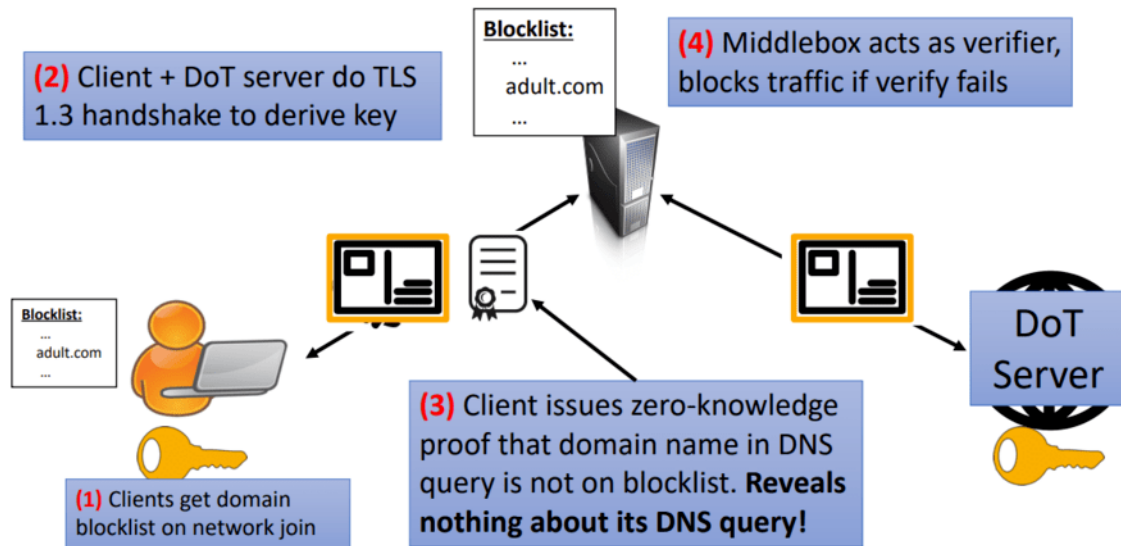 Blocklist:
...
adult.com
...
(2) Client + DoT server do TLS
1.3 handshake to derive key
(4) Middlebox acts as verifier,
blocks traffic if verify fails
Blocklist:
...
adult.com
...
DoT
Server
(3) Client issues zero-knowledge
proof that domain name in DNS
query is not on blocklist. Reveals
nothing about its DNS query!
(1) Clients get domain
blocklist on network join